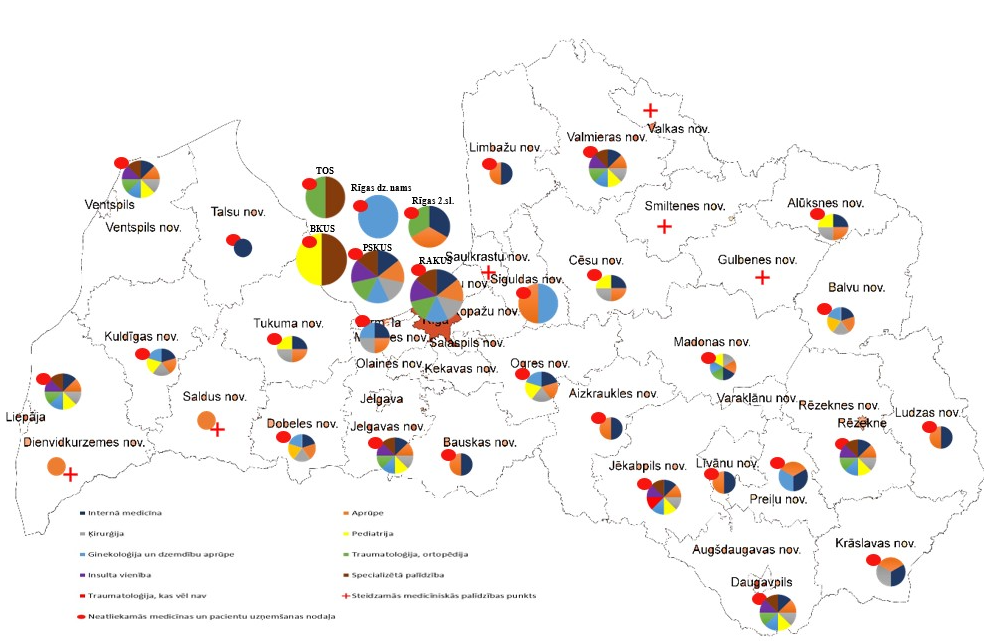 Valkas nov.
Valmieras nov.
Limbažu nov.
TOS
Rīgas dz. nams
Rīgas 2.sl.
Ventspils
Ventspils nov.
Talsu nov.
Smiltenes nov.
Alūksnes nov.
BKUS
PSKUS
RAKUS
Saulkrastu nov.
Siguldas nov.
Cēsu nov.
Gulbenes nov.
Balvu nov.
Kuldīgas nov.
Tukuma nov.
Salaspils nov.
Olaines nov.
Ķekavas nov.
Ogres nov.
Madonas nov.
Varakļānu nov.
Aizkraukles nov.
Rēzeknes nov.
Rēzekne
Ludzas nov.
Liepāja
Saldus nov.
Jelgava
Dienvidkurzemes nov.
Dobeles nov.
Jelgavas nov.
Bauskas nov.
Jēkabpils nov.
Līvānu nov.
Preiļu nov.
Krāslavas nov.
Augšdaugavas nov.
Daugavpils
Internā medicīna
Aprūpe
Ķirurģija
Pediatrija
Ginekoloģija un dzemdību aprūpe
Traumatoloģija, ortopēdija
Insulta vienība
Specializētā palīdzība
Traumatoloģija, kas vēl nav
Steidzamās medicīniskās palīdzības punkts
Neatliekamās medicīnas un pacientu uzņemšanas nodaļa